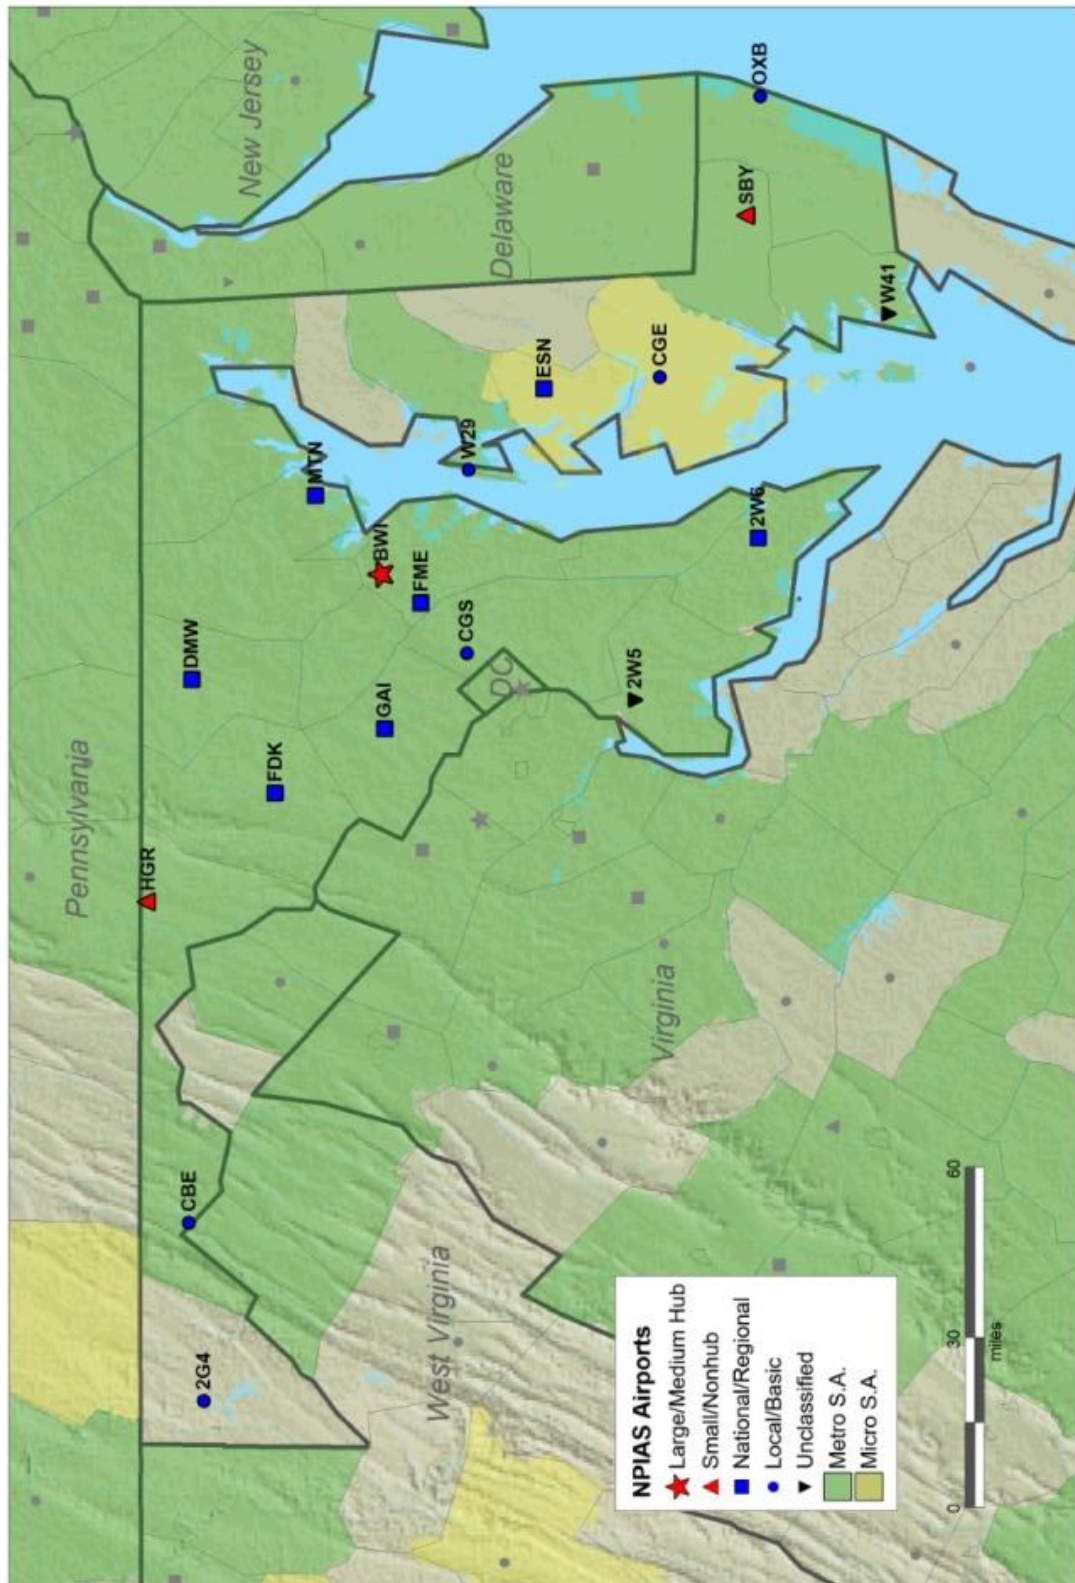 Pennsylvania
New Jersey
Delaware
DC
Virginia
West Virginia
HGR
CBE
2G4
DMW
FDK
MTN
BWI
GAI
FME
CGS
W29
ESN
CGE
2W5
2W6
SBY
OXB
W41
NPIAS Airports
Large/Medium Hub
Small/Nonhub
National/Regional
Local/Basic
Unclassified
Metro S.A.
Micro S.A.
0 30 60
miles